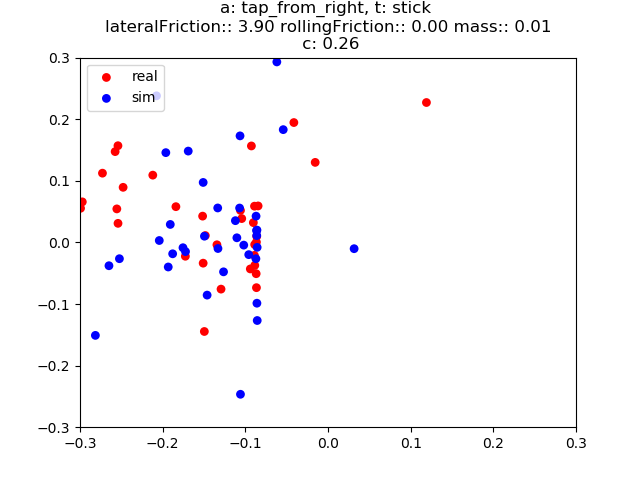 a: tap_from_right, t: stick
lateralFriction:: 3.90 rollingFriction:: 0.00 mass:: 0.01
c: 0.26
real
sim
0.3
0.2
0.1
0.0
−0.1
−0.2
−0.3
−0.3
−0.2
−0.1
0.0
0.1
0.2
0.3